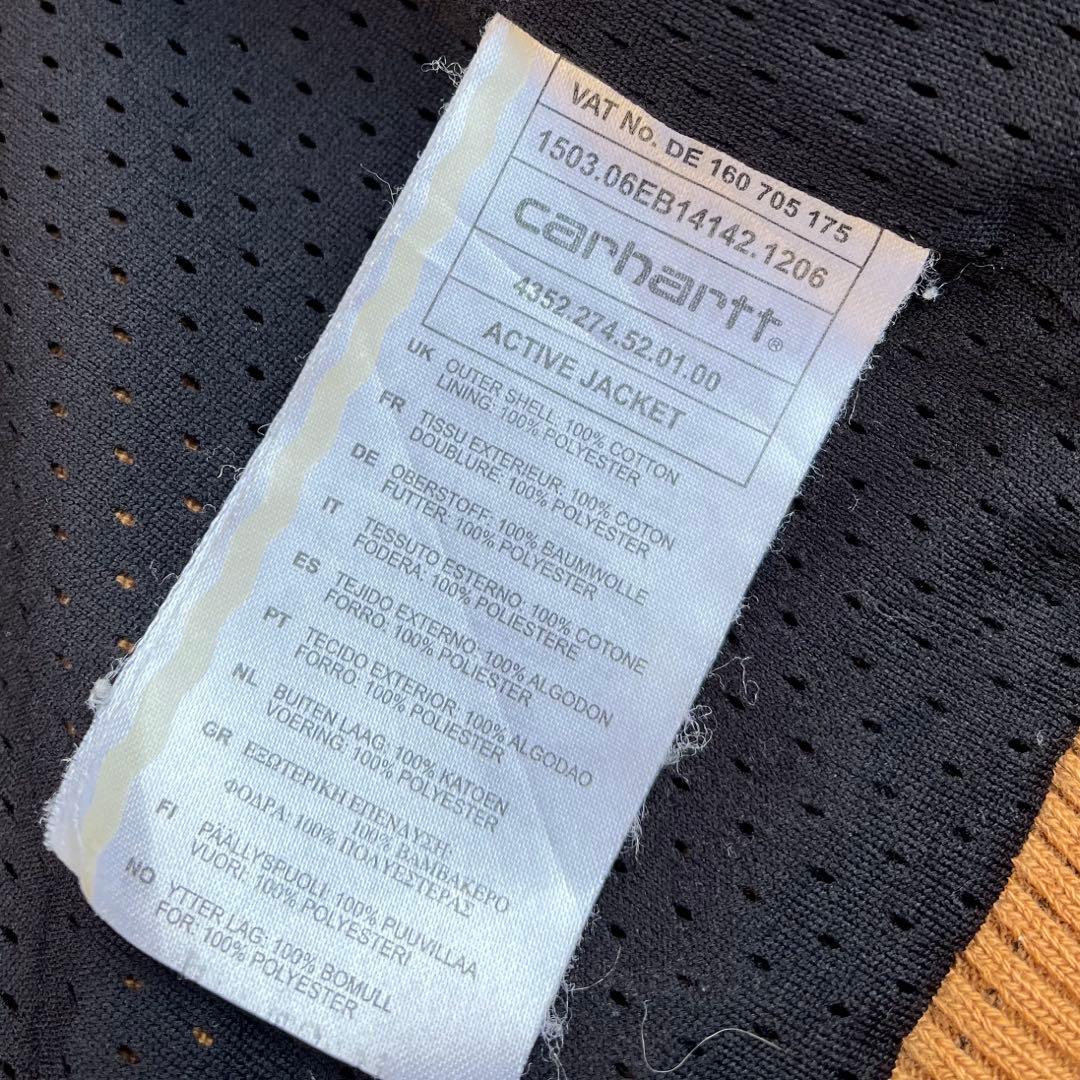 VAT No. DE 160 705 175
1503.06EB14142.1206
carhartt®
4352.274.52.01.00
ACTIVE JACKET
UK OUTER SHELL: 100% COTTON
LINING: 100% POLYESTER
FR TISSU EXTERIEUR: 100% COTON
DOUBLURE: 100% POLYESTER
DE OBERSTOFF: 100% BAUMWOLLE
FUTTER: 100% POLYESTER
IT TESSUTO ESTERNO: 100% COTONE
FODERA: 100% POLIESTERE
ES TEJIDO EXTERNO: 100% ALGODON
FORRO: 100% POLIESTER
PT TECIDO EXTERIOR: 100% ALGODAO
FORRO: 100% POLIESTER
NL BUITEN LAAG: 100% KATOEN
VOERING: 100% POLYESTER
GR ΕΞΩΤΕΡΙΚΗ ΕΠΕΝΔΥΣΗ
100% ΒΑΜΒΑΚΕΡΟ
ΦΟΔΡΑ: 100% ΠΟΛΥΕΣΤΕΡΑΣ
FI PÄÄLLYSPUOLI: 100% PUUVILLAA
VUORI: 100% POLYESTERI
NO YTTER LAG: 100% BOMULL
FOR: 100% POLYESTER